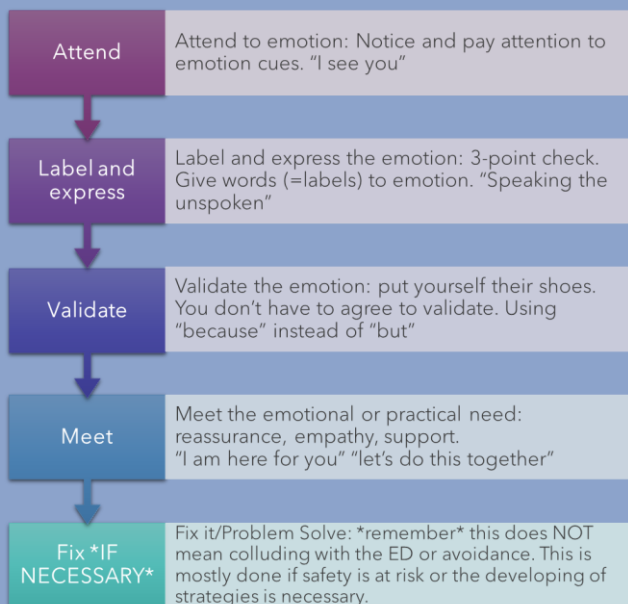 Attend
Attend to emotion: Notice and pay attention to
emotion cues. “I see you”
Label and
express
Label and express the emotion: 3-point check.
Give words (=labels) to emotion. “Speaking the
unspoken”
Validate
Validate the emotion: put yourself their shoes.
You don’t have to agree to validate. Using
“because” instead of “but”
Meet
Meet the emotional or practical need:
reassurance, empathy, support.
“I am here for you” “let’s do this together”
Fix *IF
NECESSARY*
Fix it/Problem Solve: *remember* this does NOT
mean colluding with the ED or avoidance. This is
mostly done if safety is at risk or the developing of
strategies is necessary.